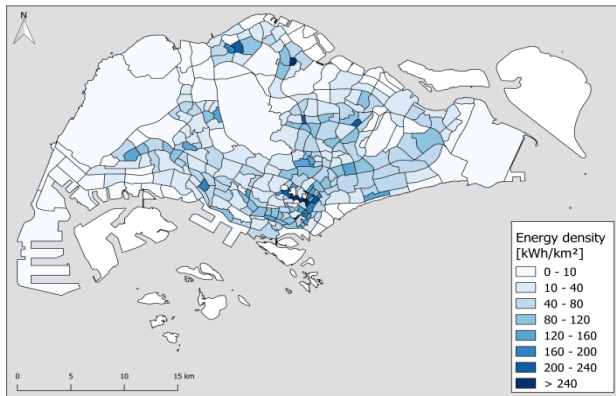 N
Energy density
[kWh/km²]
0 - 10
10 - 40
40 - 80
80 - 120
120 - 160
160 - 200
200 - 240
> 240
0 5 10 15 km